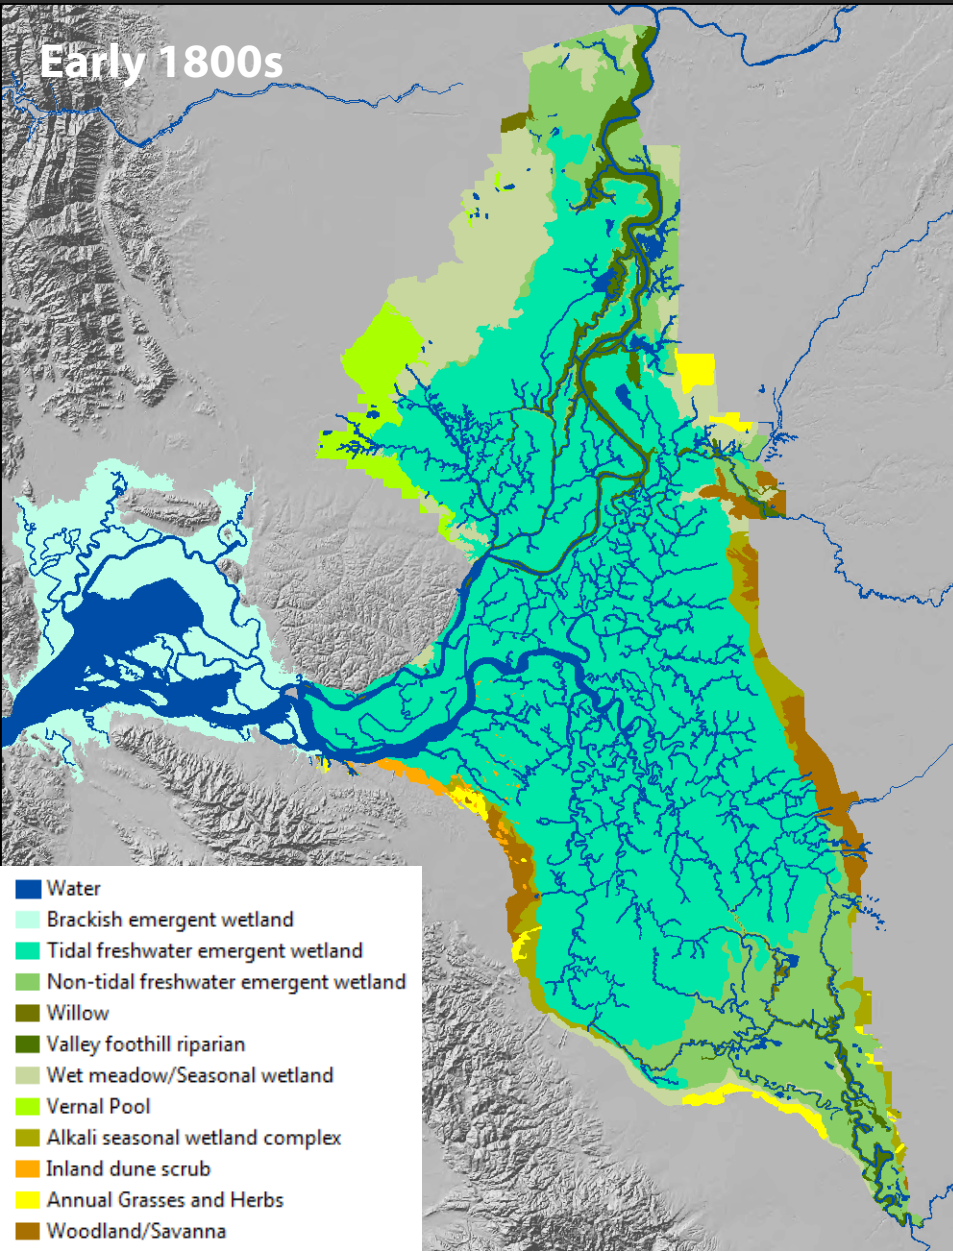 Early 1800s
Water
Brackish emergent wetland
Tidal freshwater emergent wetland
Non-tidal freshwater emergent wetland
Willow
Valley foothill riparian
Wet meadow/Seasonal wetland
Vernal Pool
Alkali seasonal wetland complex
Inland dune scrub
Annual Grasses and Herbs
Woodland/Savanna